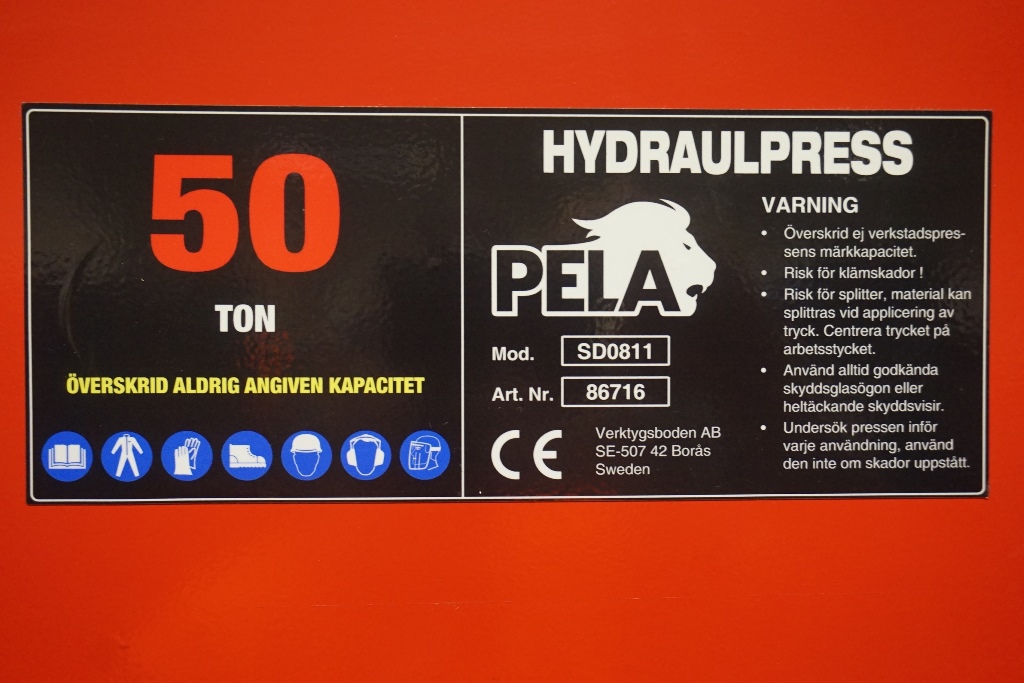 50
TON
ÖVERSKRID ALDRIG ANGIVEN KAPACITET
HYDRAULPRESS
PELA
Mod. SD0811
Art. Nr. 86716
CE
Verktygsboden AB
SE-507 42 Borås
Sweden
VARNING
• Överskrid ej verkstadspres-
sens märkkapacitet.
• Risk för klämskador !
• Risk för splitter, material kan
splittras vid applicering av
tryck. Centrera trycket på
arbetsstycket.
• Använd alltid godkända
skyddsglasögon eller
heltäckande skyddsvisir.
• Undersök pressen inför
varje användning, använd
den inte om skador uppstått.